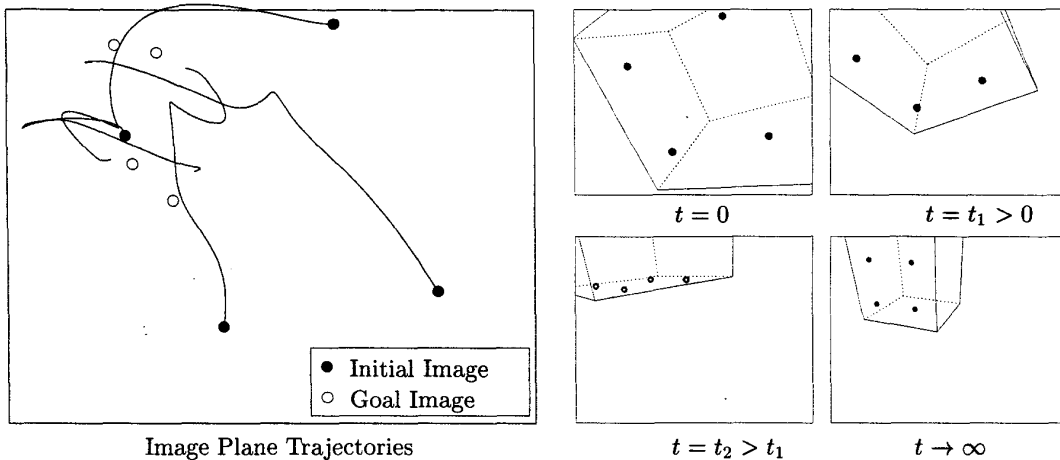 Initial Image
Goal Image
Image Plane Trajectories
t = 0
t = t₁ > 0
t = t₂ > t₁
t → ∞